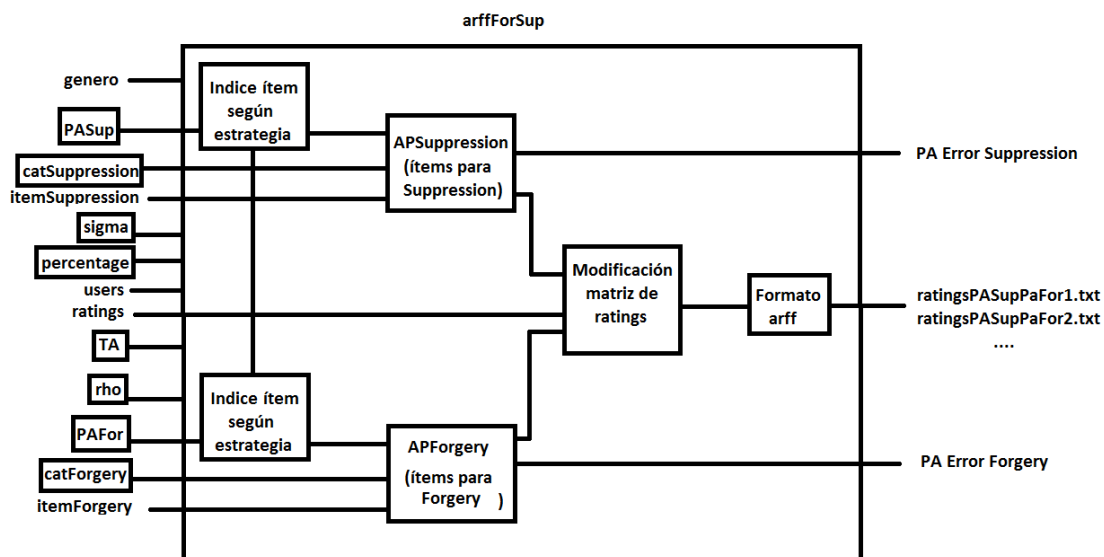 arffForSup
genero
PASup
catSuppression
itemSuppression
sigma
percentage
users
ratings
TA
rho
PAFor
catForgery
itemForgery
Indice ítem
según
estrategia
APSuppression
(ítems para
Suppression)
Indice ítem
según
estrategia
APForgery
(ítems para
Forgery )
Modificación
matriz de
ratings
Formato
arff
PA Error Suppression
ratingsPASupPaFor1.txt
ratingsPASupPaFor2.txt
....
PA Error Forgery